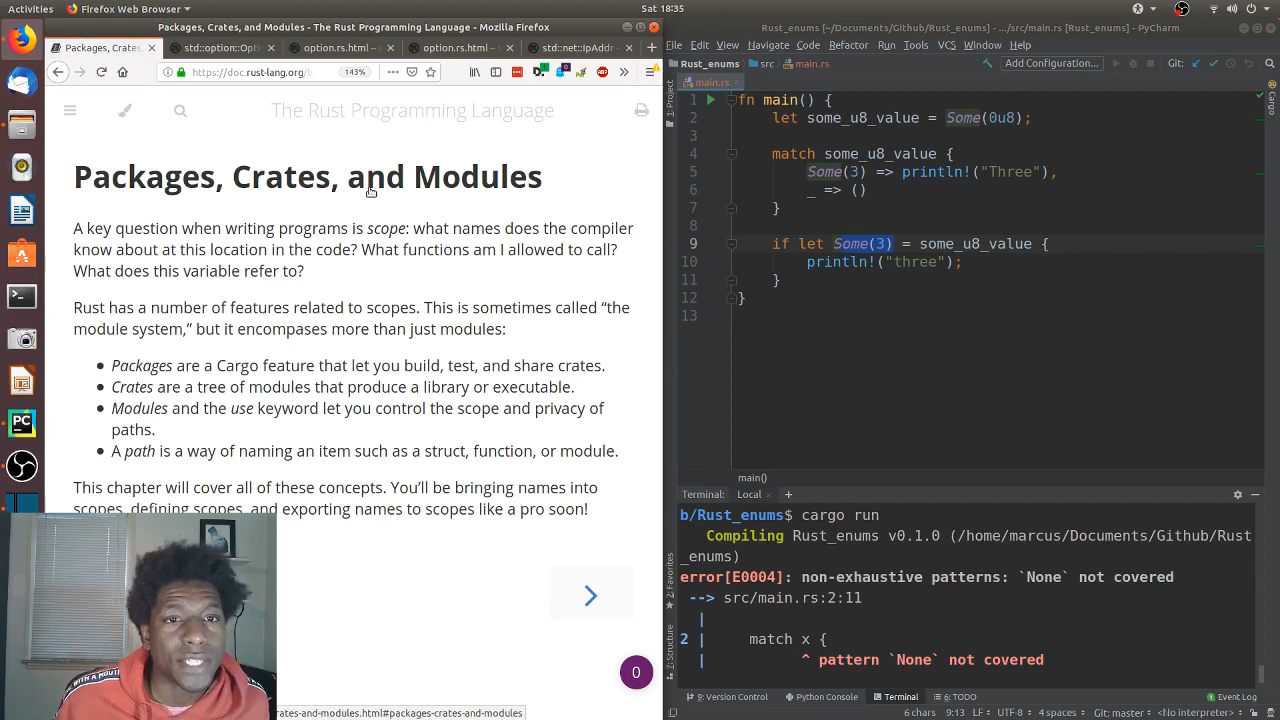 Activities
Firefox Web Browser
Sat 18:35
Packages, Crates, and Modules - The Rust Programming Language - Mozilla Firefox
Packages, Crates,
std::option::Opti
option.rs.html -
option.rs.html –
std::net::IpAddr
https://doc.rust-lang.org/b
143%
The Rust Programming Language
Packages, Crates, and Modules
A key question when writing programs is scope: what names does the compiler
know about at this location in the code? What functions am I allowed to call?
What does this variable refer to?
Rust has a number of features related to scopes. This is sometimes called “the
module system,” but it encompases more than just modules:
Packages are a Cargo feature that let you build, test, and share crates.
Crates are a tree of modules that produce a library or executable.
Modules and the use keyword let you control the scope and privacy of
paths.
A path is a way of naming an item such as a struct, function, or module.
This chapter will cover all of these concepts. You’ll be bringing names into
scopes, defining scopes, and exporting names to scopes like a pro soon!
0
rates-and-modules.html#packages-crates-and-modules
Rust_enums [~/Documents/Github/Rust_enums] - .../src/main.rs - PyCharm
File Edit View Navigate Code Refactor Run Tools VCS Window Help
Rust_enums src main.rs
Add Configuration...
Git:
main.rs
1 fn main() {
2 let some_u8_value = Some(0u8);
3
4 match some_u8_value {
5 Some(3) => println!("Three"),
6 _ => ()
7 }
8
9 if let Some(3) = some_u8_value {
10 println!("three");
11 }
12 }
13
main()
1: Project
Cargo
2: Favorites
7: Structure
Terminal: Local +
b/Rust_enums$ cargo run
Compiling Rust_enums v0.1.0 (/home/marcus/Documents/Github/Rust
_enums)
error[E0004]: non-exhaustive patterns: `None` not covered
--> src/main.rs:2:11
|
2 | match x {
| ^ pattern `None` not covered
9: Version Control
Python Console
Terminal
6: TODO
Event Log
6 chars 9:13 LF UTF-8 4 spaces Git: master <No interpreter>